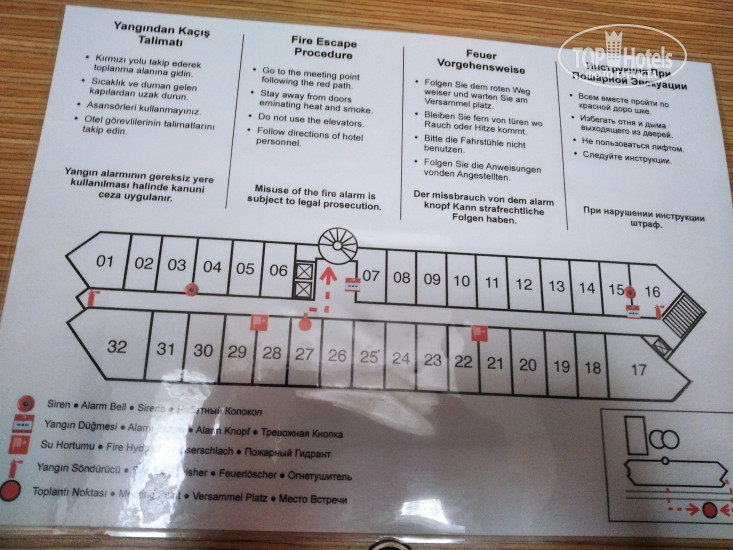 TOPHotels
Yangından Kaçış
Talimatı
• Kırmızı yolu takip ederek
toplanma alanına gidin.
• Sıcaklık ve duman gelen
kapılardan uzak durun.
• Asansörleri kullanmayınız.
• Otel görevlilerinin talimatlarını
takip edin.
Yangın alarmının gereksiz yere
kullanılması halinde kanuni
ceza uygulanır.
Fire Escape
Procedure
• Go to the meeting point
following the red path.
• Stay away from doors
eminating heat and smoke.
• Do not use the elevators.
• Follow directions of hotel
personnel.
Misuse of the fire alarm is
subject to legal prosecution.
Feuer
Vorgehensweise
• Folgen Sie dem roten Weg
weiser und warten Sie am
Versammel platz.
• Bleiben Sie fern von türen wo
Rauch oder Hitze kommt.
• Bitte die Fahrstühle nicht
benutzen.
• Folgen Sie die Anweisungen
vonden Angestellten.
Der missbrauch von dem alarm
knopf Kann strafrechtliche
Folgen haben.
Инструкция При
Пожарной Эвокуации
• Всем вместе пройти по
красной доро шке.
• Избегать отня и дыма
выходящего из дверей.
• Не пользоваться лифтом.
• Следуйте инструкции.
При нарушении инструкции
штраф.
01 02 03 04 05 06 07 08 09 10 11 12 13 14 15 16
32 31 30 29 28 27 26 25 24 23 22 21 20 19 18 17
Siren • Alarm Bell • Sirene • Колокол
Yangın Düğmesi • Alarm • Alarm Knopf • Тревожная Кнопка
Su Hortumu • Fire • Пожарный Гидрант
Yangın Söndürücü • Feuerlöscher • Огнетушитель
Toplantı Noktası • • Versammel Platz • Место Встречи